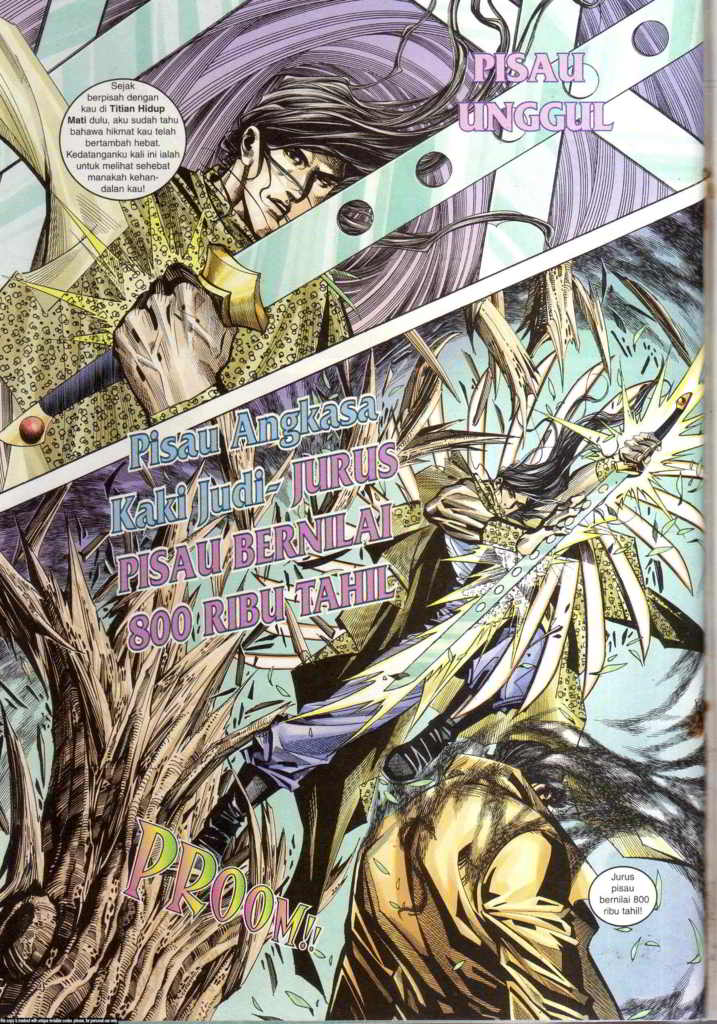 Sejak
berpisah dengan
kau di Titian Hidup
Mati dulu, aku sudah tahu
bahawa hikmat kau telah
bertambah hebat.
Kedatanganku kali ini ialah
untuk melihat sehebat
manakah kehan-
dalan kau!
PISAU
UNGGUL
Pisau Angkasa
Kaki Judi- JURUS
PISAU BERNILAI
800 RIBU TAHIL
PROOM!!
Jurus
pisau
bernilai 800
ribu tahil!